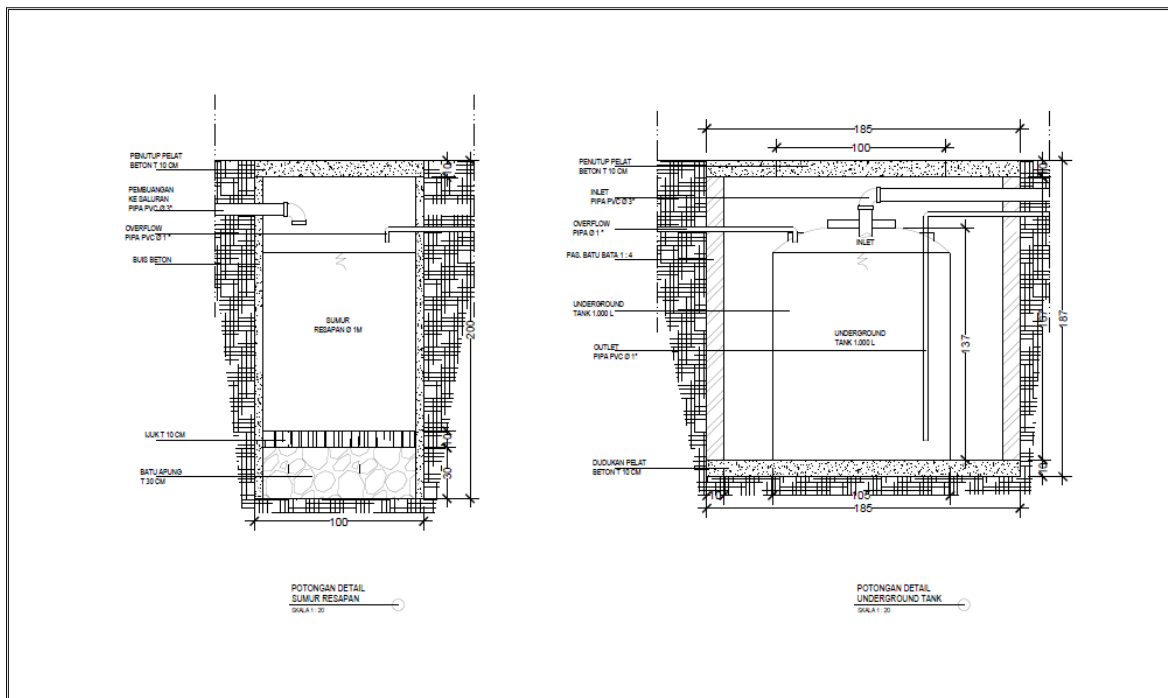 PENUTUP PELAT
BETON T 10 CM
PEMBUANGAN
KE SALURAN
PIPA PVC Ø 3"
OVERFLOW
PIPA PVC Ø 1"
BUIS BETON
SUMUR
RESAPAN Ø 1M
IJUK T 10 CM
BATU APUNG
T 30 CM
10
200
10
30
100
POTONGAN DETAIL
SUMUR RESAPAN
SKALA 1 : 20
185
100
PENUTUP PELAT
BETON T 10 CM
INLET
PIPA PVC Ø 3"
OVERFLOW
PIPA Ø 1"
PAS. BATU BATA 1 : 4
INLET
UNDERGROUND
TANK 1.000 L
UNDERGROUND
TANK 1.000 L
OUTLET
PIPA PVC Ø 1"
DUDUKAN PELAT
BETON T 10 CM
10
137
167
187
10
10
105
185
POTONGAN DETAIL
UNDERGROUND TANK
SKALA 1 : 20